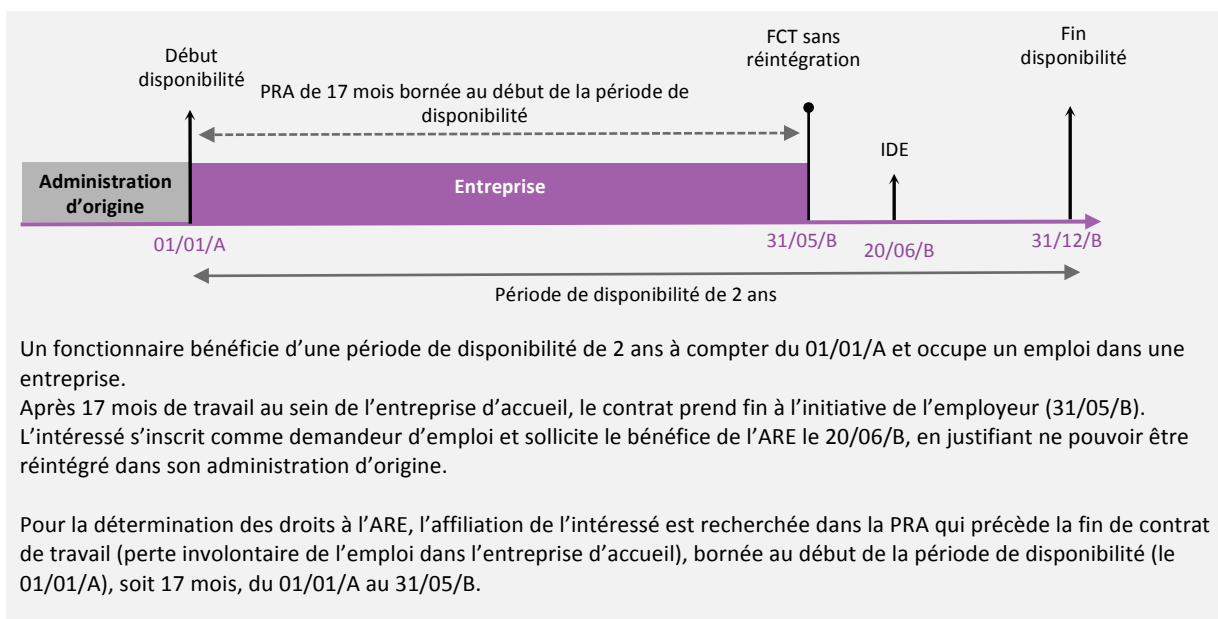 Début
disponibilité
FCT sans
réintégration
Fin
disponibilité
PRA de 17 mois bornée au début de la période de
disponibilité
IDE
Administration
d’origine
Entreprise
01/01/A
31/05/B
20/06/B
31/12/B
Période de disponibilité de 2 ans
Un fonctionnaire bénéficie d’une période de disponibilité de 2 ans à compter du 01/01/A et occupe un emploi dans une
entreprise.
Après 17 mois de travail au sein de l’entreprise d’accueil, le contrat prend fin à l’initiative de l’employeur (31/05/B).
L’intéressé s’inscrit comme demandeur d’emploi et sollicite le bénéfice de l’ARE le 20/06/B, en justifiant ne pouvoir être
réintégré dans son administration d’origine.
Pour la détermination des droits à l’ARE, l’affiliation de l’intéressé est recherchée dans la PRA qui précède la fin de contrat
de travail (perte involontaire de l’emploi dans l’entreprise d’accueil), bornée au début de la période de disponibilité (le
01/01/A), soit 17 mois, du 01/01/A au 31/05/B.